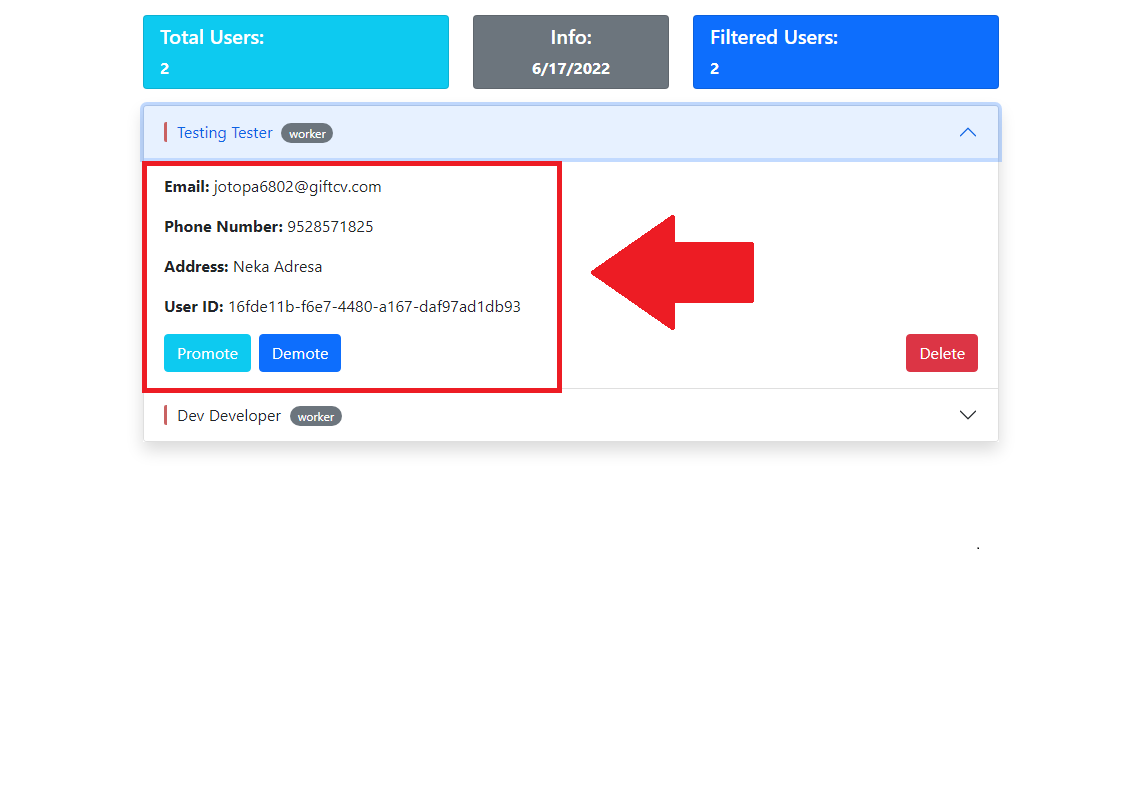 Total Users:
2
Info:
6/17/2022
Filtered Users:
2
Testing Tester worker
Email: jotopa6802@giftcv.com
Phone Number: 9528571825
Address: Neka Adresa
User ID: 16fde11b-f6e7-4480-a167-daf97ad1db93
Promote Demote Delete
Dev Developer worker
.